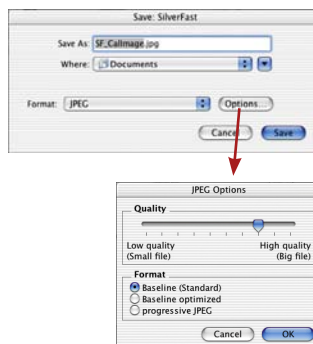 Save: SilverFast
Save As: SF_CalImage.jpg
Where: Documents
Format: JPEG Options...
Cancel Save
JPEG Options
Quality
Low quality High quality
(Small file) (Big file)
Format
Baseline (Standard)
Baseline optimized
progressive JPEG
Cancel OK